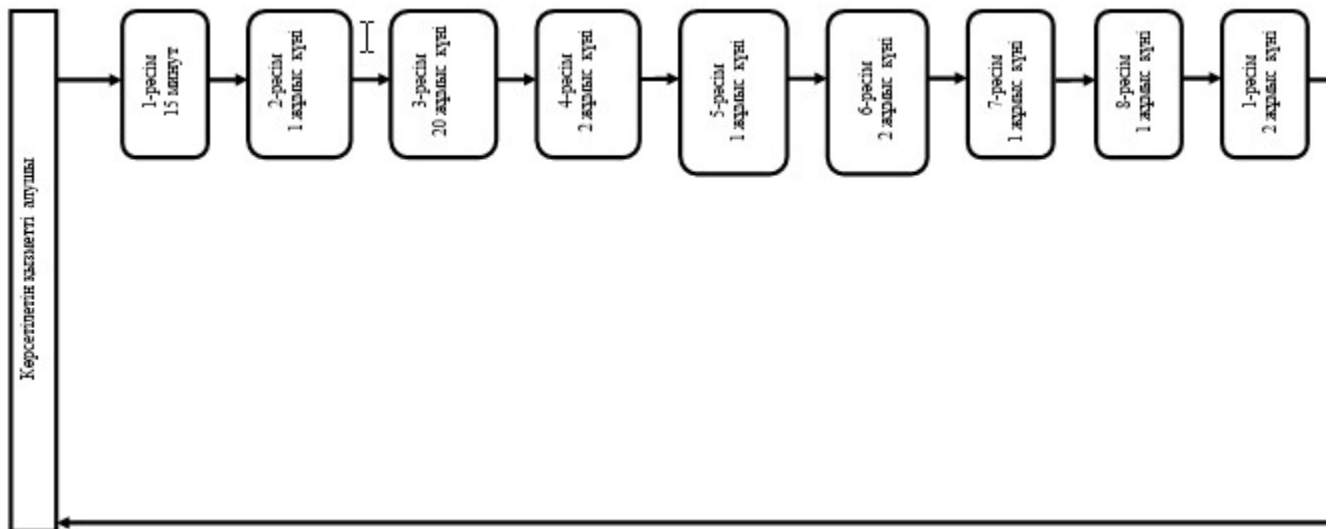 Көрсетілетін қызметті алушы
1-рәсім
15 минут
2-рәсім
1 жұмыс күні
3-рәсім
20 жұмыс күні
4-рәсім
2 жұмыс күні
5-рәсім
1 жұмыс күні
6-рәсім
2 жұмыс күні
7-рәсім
1 жұмыс күні
8-рәсім
1 жұмыс күні
1-рәсім
2 жұмыс күні